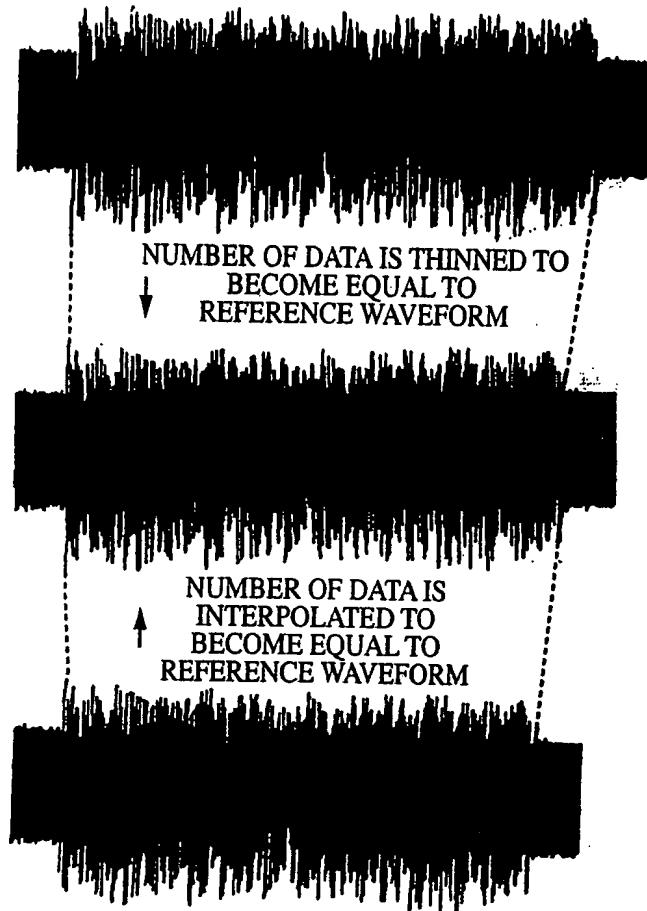 NUMBER OF DATA IS THINNED TO
BECOME EQUAL TO
REFERENCE WAVEFORM
NUMBER OF DATA IS
INTERPOLATED TO
BECOME EQUAL TO
REFERENCE WAVEFORM